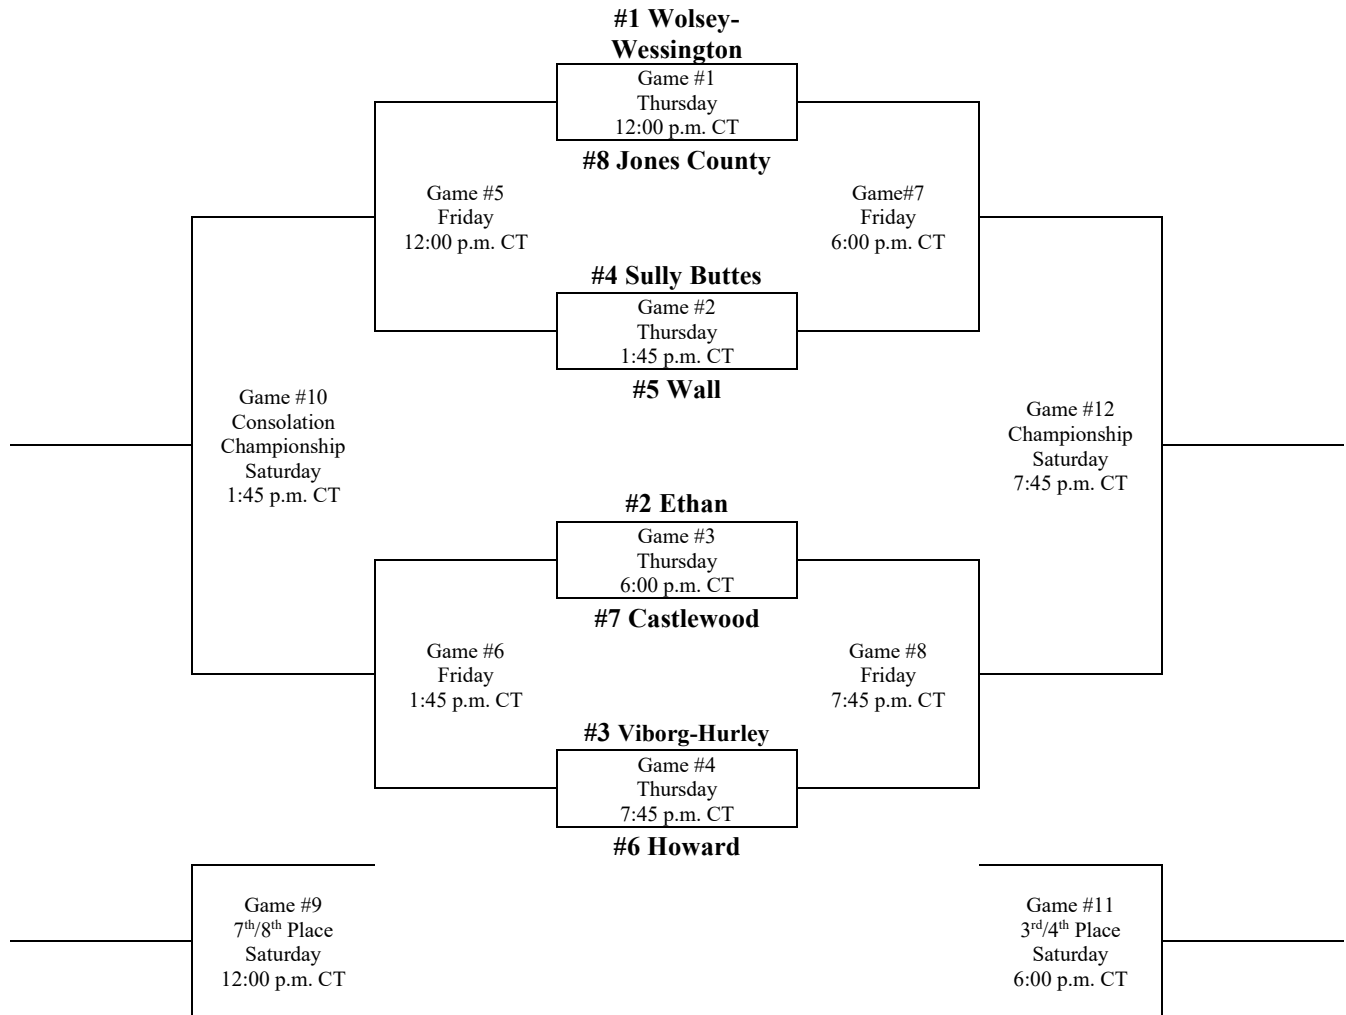 #1 Wolsey-
Wessington
Game #1
Thursday
12:00 p.m. CT
#8 Jones County
Game #5
Friday
12:00 p.m. CT
Game#7
Friday
6:00 p.m. CT
#4 Sully Buttes
Game #2
Thursday
1:45 p.m. CT
#5 Wall
Game #10
Consolation
Championship
Saturday
1:45 p.m. CT
Game #12
Championship
Saturday
7:45 p.m. CT
#2 Ethan
Game #3
Thursday
6:00 p.m. CT
#7 Castlewood
Game #6
Friday
1:45 p.m. CT
Game #8
Friday
7:45 p.m. CT
#3 Viborg-Hurley
Game #4
Thursday
7:45 p.m. CT
#6 Howard
Game #9
7th/8th Place
Saturday
12:00 p.m. CT
Game #11
3rd/4th Place
Saturday
6:00 p.m. CT